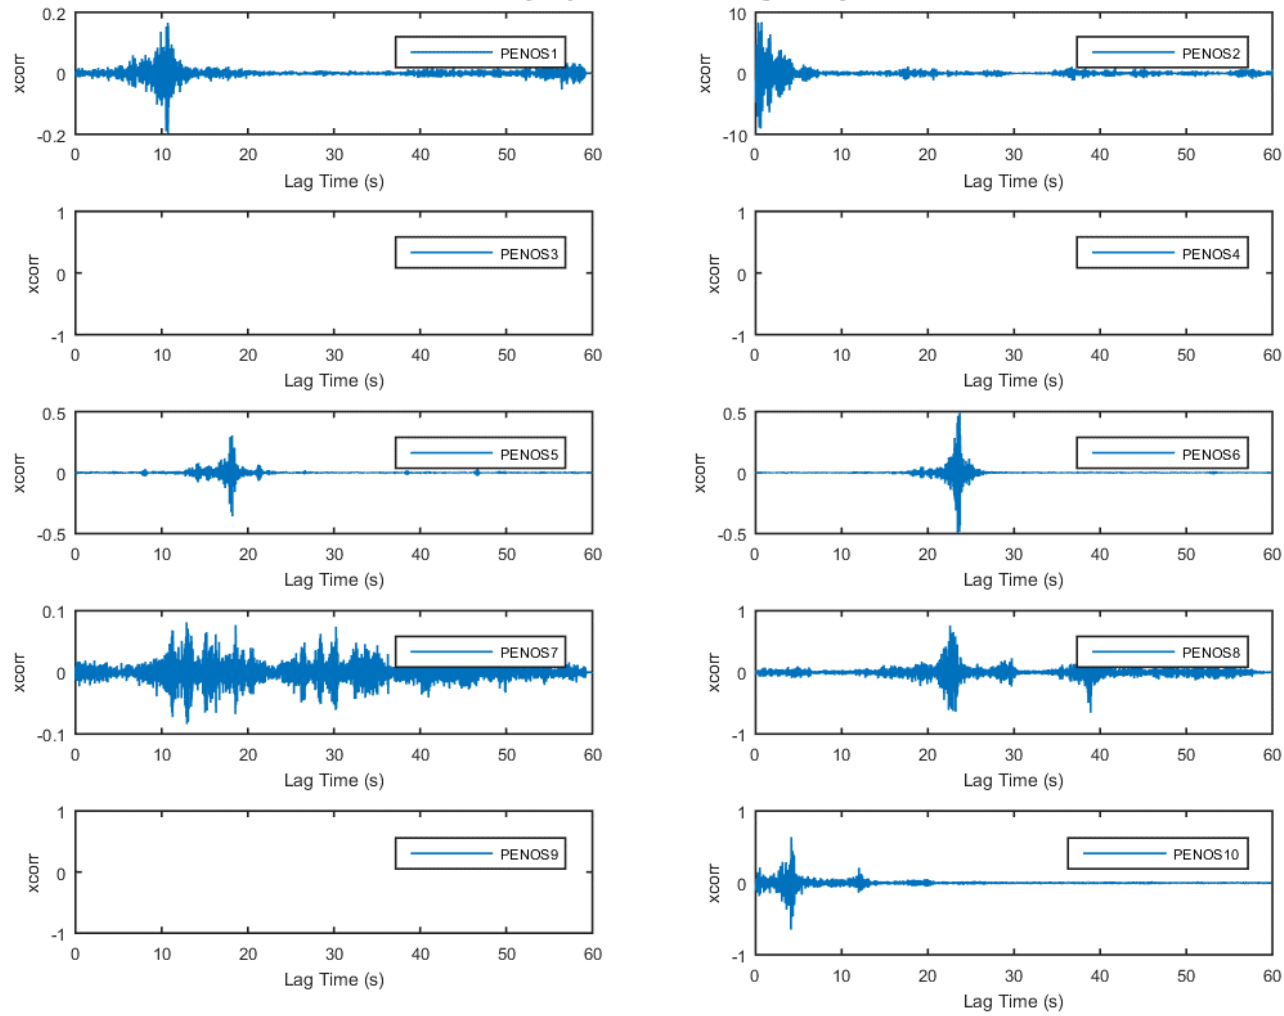 0.2
xcorr
0
-0.2
PENOS1
0 10 20 30 40 50 60
Lag Time (s)
10
xcorr
0
-10
PENOS2
0 10 20 30 40 50 60
Lag Time (s)
1
xcorr
0
-1
PENOS3
0 10 20 30 40 50 60
Lag Time (s)
1
xcorr
0
-1
PENOS4
0 10 20 30 40 50 60
Lag Time (s)
0.5
xcorr
0
-0.5
PENOS5
0 10 20 30 40 50 60
Lag Time (s)
0.5
xcorr
0
-0.5
PENOS6
0 10 20 30 40 50 60
Lag Time (s)
0.1
xcorr
0
-0.1
PENOS7
0 10 20 30 40 50 60
Lag Time (s)
1
xcorr
0
-1
PENOS8
0 10 20 30 40 50 60
Lag Time (s)
1
xcorr
0
-1
PENOS9
0 10 20 30 40 50 60
Lag Time (s)
1
xcorr
0
-1
PENOS10
0 10 20 30 40 50 60
Lag Time (s)